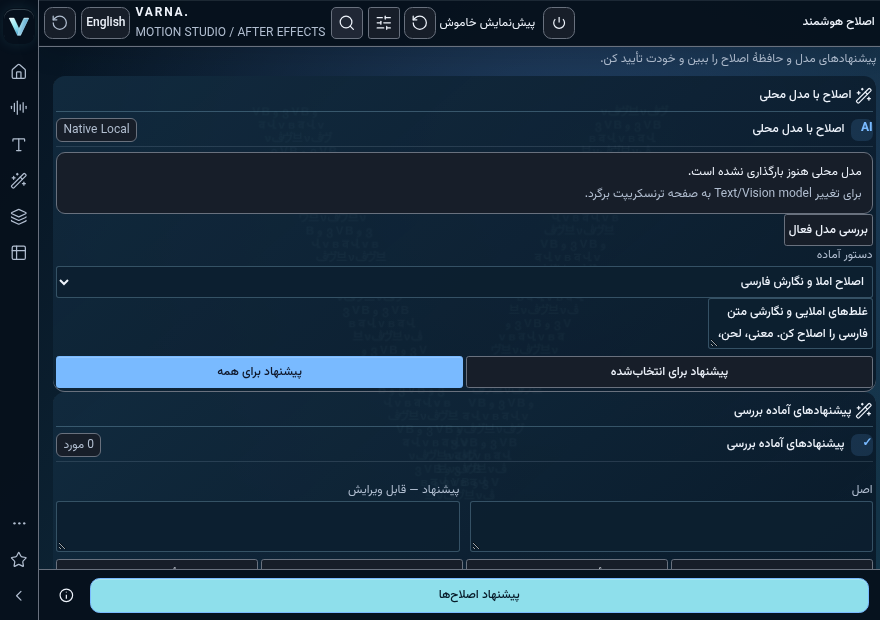 اصلاح هوشمند
پیش‌نمایش خاموش
VARNA.
MOTION STUDIO / AFTER EFFECTS
English
پیشنهادهای مدل و حافظهٔ اصلاح را ببین و خودت تأیید کن.
اصلاح با مدل محلی
AI اصلاح با مدل محلی
Native Local
مدل محلی هنوز بارگذاری نشده است.
برای تغییر Text/Vision model به صفحه ترنسکریپت برگرد.
بررسی مدل فعال
دستور آماده
اصلاح املا و نگارش فارسی
غلط‌های املایی و نگارشی متن
فارسی را اصلاح کن. معنی، لحن،
پیشنهاد برای انتخاب‌شده
پیشنهاد برای همه
پیشنهادهای آماده بررسی
پیشنهادهای آماده بررسی
0 مورد
اصل
پیشنهاد — قابل ویرایش
پیشنهاد اصلاح‌ها